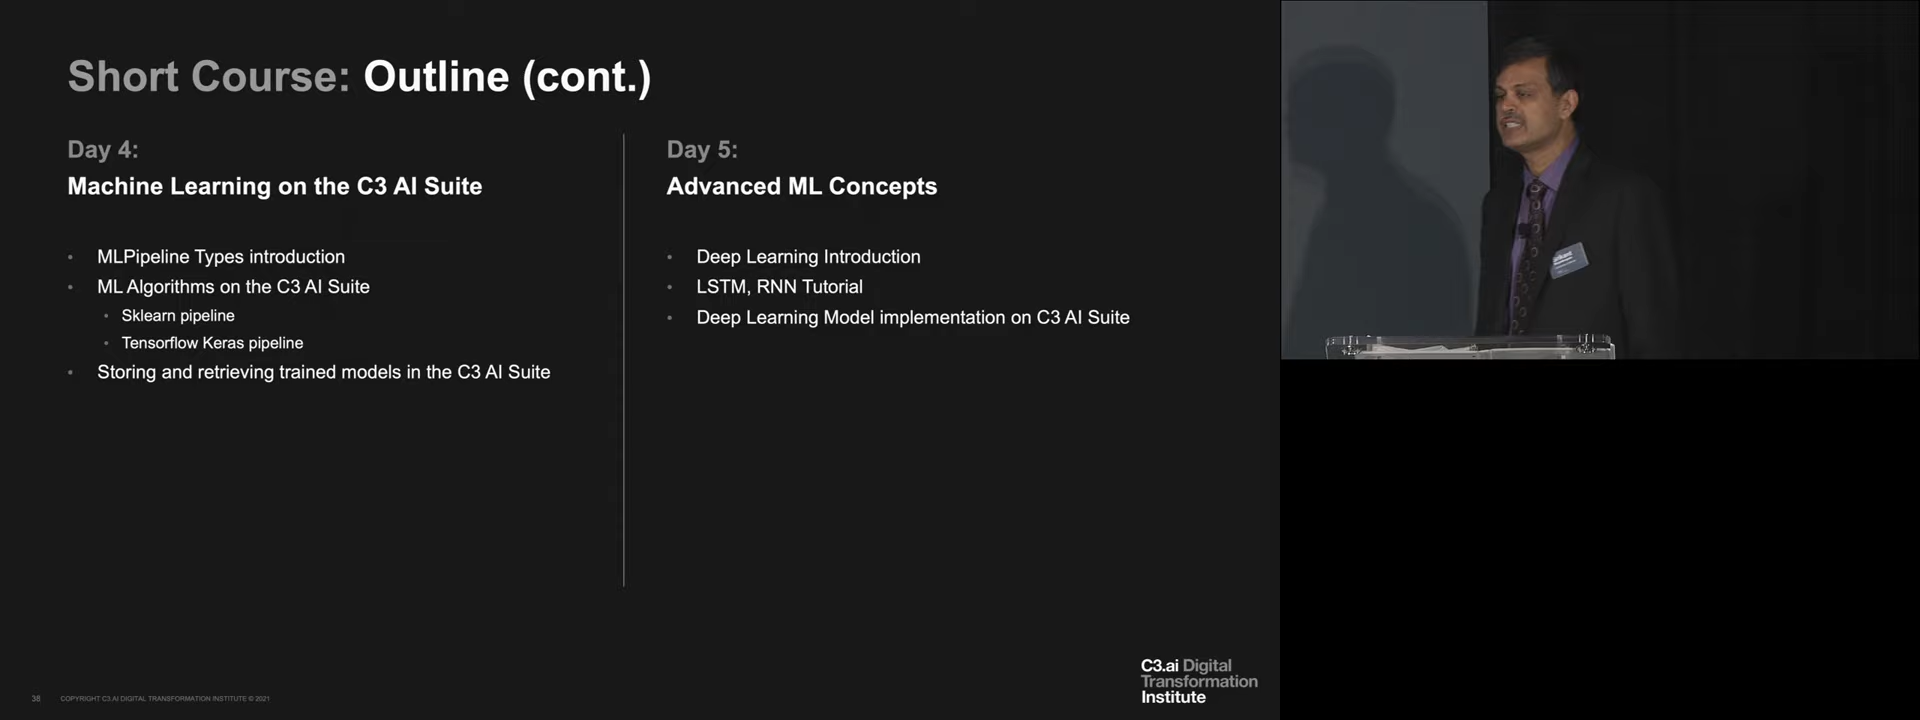 Short Course: Outline (cont.)
Day 4:
Machine Learning on the C3 AI Suite
• MLPipeline Types introduction
• ML Algorithms on the C3 AI Suite
• Sklearn pipeline
• Tensorflow Keras pipeline
• Storing and retrieving trained models in the C3 AI Suite
Day 5:
Advanced ML Concepts
• Deep Learning Introduction
• LSTM, RNN Tutorial
• Deep Learning Model implementation on C3 AI Suite
C3.ai Digital
Transformation
Institute
38 COPYRIGHT C3.AI DIGITAL TRANSFORMATION INSTITUTE © 2021